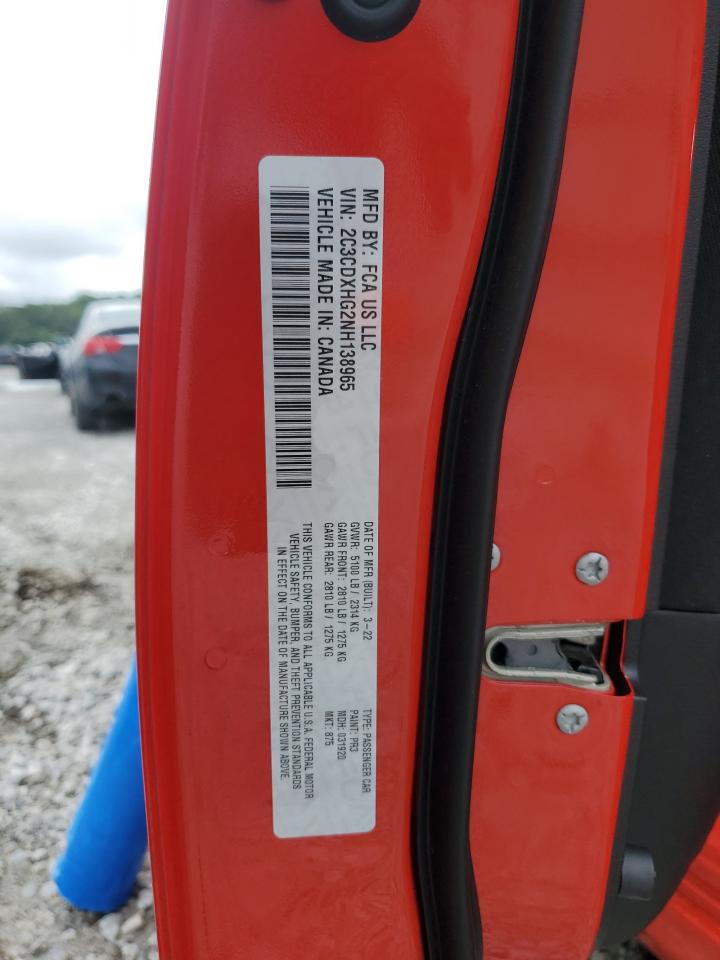 MFD BY: FCA US LLC
VIN: 2C3CDXHG2NH138965
VEHICLE MADE IN: CANADA
DATE OF MFR (BUILT): 3-22
GVWR: 5100 LB / 2314 KG
GAWR FRONT: 2810 LB / 1275 KG
GAWR REAR: 2810 LB / 1275 KG
TYPE: PASSENGER CAR
PAINT: PR3
MDH: 031920
MKT: 875
THIS VEHICLE CONFORMS TO ALL APPLICABLE U.S.A. FEDERAL MOTOR
VEHICLE SAFETY, BUMPER, AND THEFT PREVENTION STANDARDS
IN EFFECT ON THE DATE OF MANUFACTURE SHOWN ABOVE.